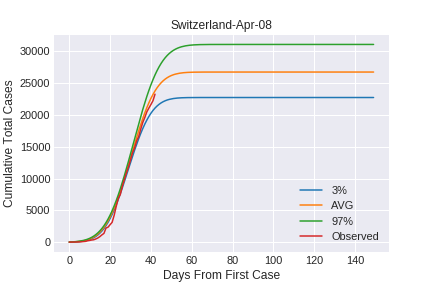 Switzerland-Apr-08
Cumulative Total Cases
30000
25000
20000
15000
10000
5000
0
0 20 40 60 80 100 120 140
Days From First Case
3%
AVG
97%
Observed